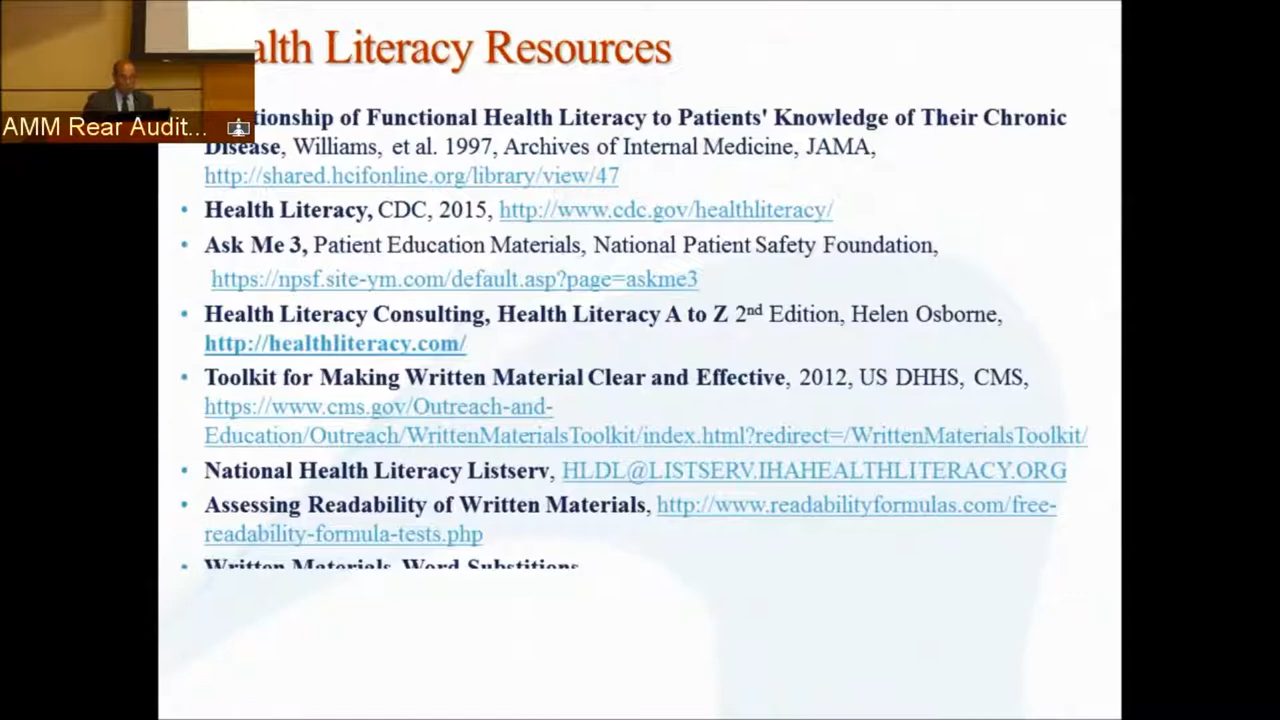 alth Literacy Resources
AMM Rear Audit...
tionship of Functional Health Literacy to Patients' Knowledge of Their Chronic
Disease, Williams, et al. 1997, Archives of Internal Medicine, JAMA,
http://shared.hcifonline.org/library/view/47
• Health Literacy, CDC, 2015, http://www.cdc.gov/healthliteracy/
• Ask Me 3, Patient Education Materials, National Patient Safety Foundation,
https://npsf.site-ym.com/default.asp?page=askme3
• Health Literacy Consulting, Health Literacy A to Z 2nd Edition, Helen Osborne,
http://healthliteracy.com/
• Toolkit for Making Written Material Clear and Effective, 2012, US DHHS, CMS,
https://www.cms.gov/Outreach-and-
Education/Outreach/WrittenMaterialsToolkit/index.html?redirect=/WrittenMaterialsToolkit/
• National Health Literacy Listserv, HLDL@LISTSERV.IHAHEALTHLITERACY.ORG
• Assessing Readability of Written Materials, http://www.readabilityformulas.com/free-
readability-formula-tests.php
• Written Materials, Word Substitions